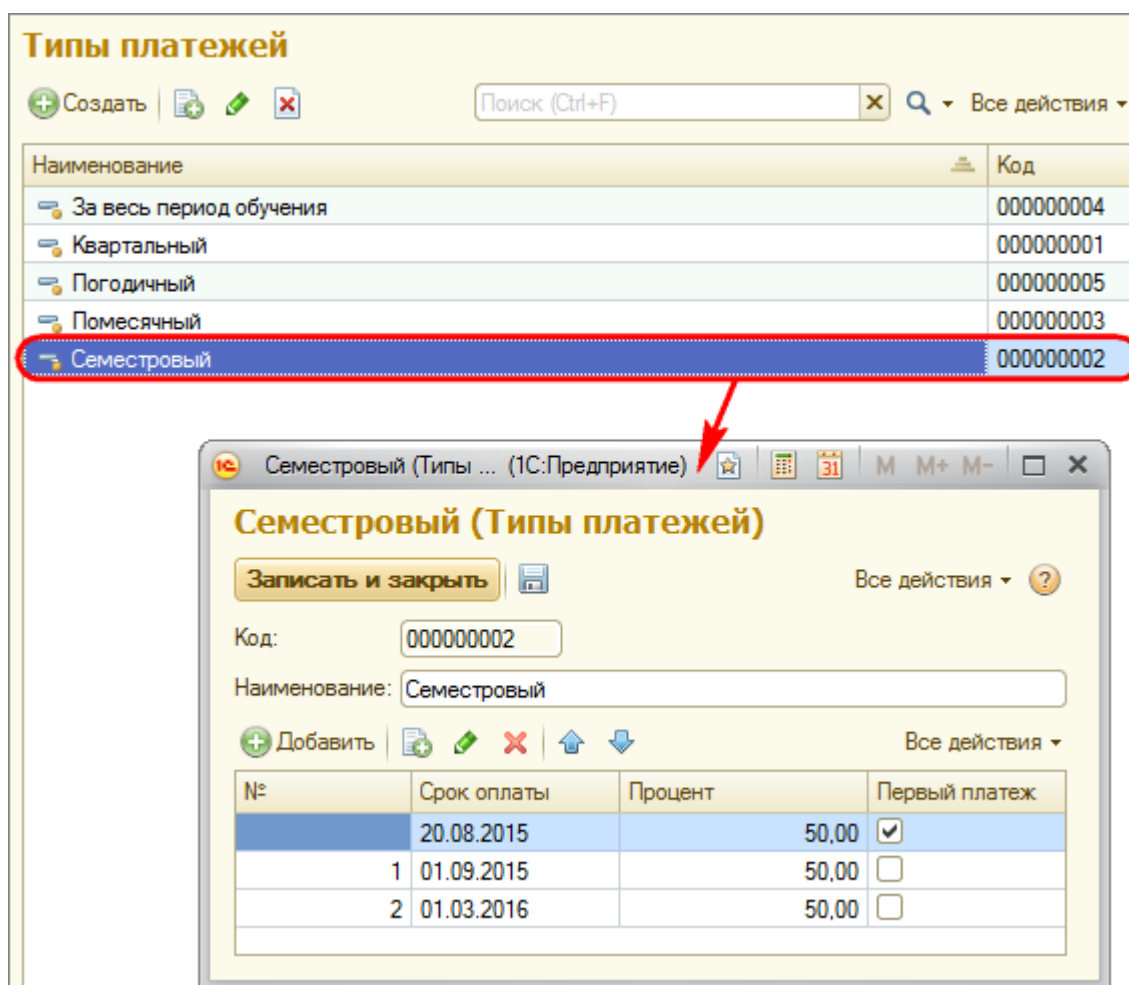 Типы платежей
Создать Поиск (Ctrl+F) Все действия
Наименование Код
За весь период обучения 000000004
Квартальный 000000001
Погодичный 000000005
Помесячный 000000003
Семестровый 000000002
1С Семестровый (Типы ... (1С:Предприятие) 31 M M+ M-
Семестровый (Типы платежей)
Записать и закрыть Все действия ?
Код: 000000002
Наименование: Семестровый
Добавить Все действия
№ Срок оплаты Процент Первый платеж
20.08.2015 50,00
1 01.09.2015 50,00
2 01.03.2016 50,00